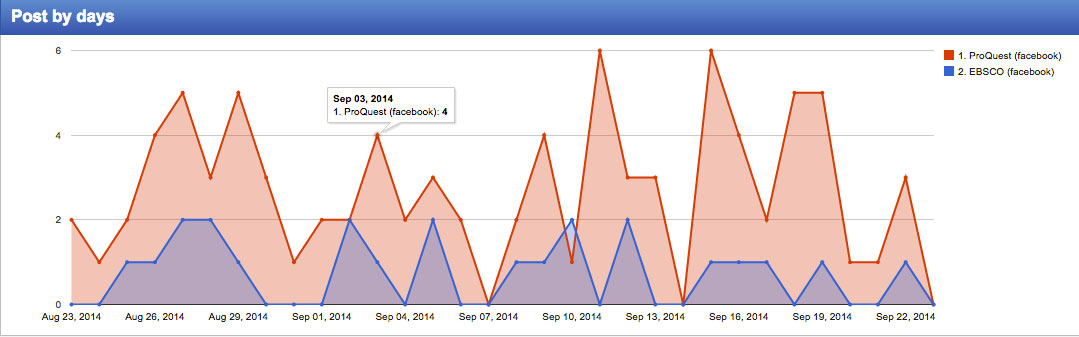 Post by days
6
4
2
0
1. ProQuest (facebook)
2. EBSCO (facebook)
Sep 03, 2014
1. ProQuest (facebook): 4
Aug 23, 2014 Aug 26, 2014 Aug 29, 2014 Sep 01, 2014 Sep 04, 2014 Sep 07, 2014 Sep 10, 2014 Sep 13, 2014 Sep 16, 2014 Sep 19, 2014 Sep 22, 2014